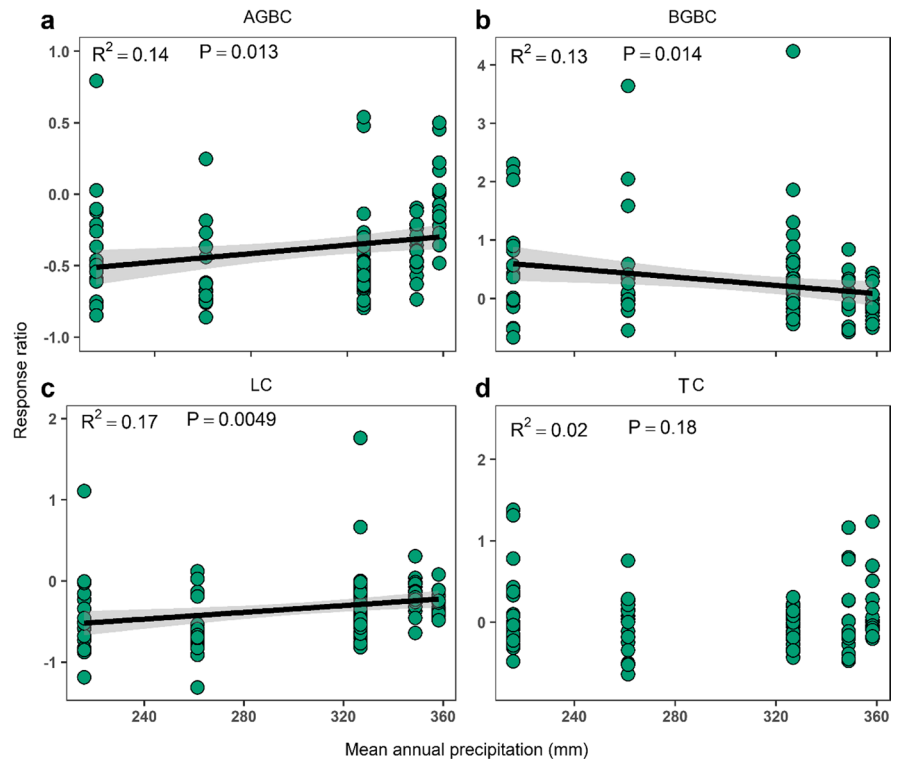 a AGBC
R² = 0.14 P = 0.013
1.0
0.5
0.0
-0.5
-1.0
b BGBC
R² = 0.13 P = 0.014
4
2
1
0
Response ratio
c LC
R² = 0.17 P = 0.0049
2
1
0
-1
240 280 320 360
d TC
R² = 0.02 P = 0.18
2
1
0
240 280 320 360
Mean annual precipitation (mm)